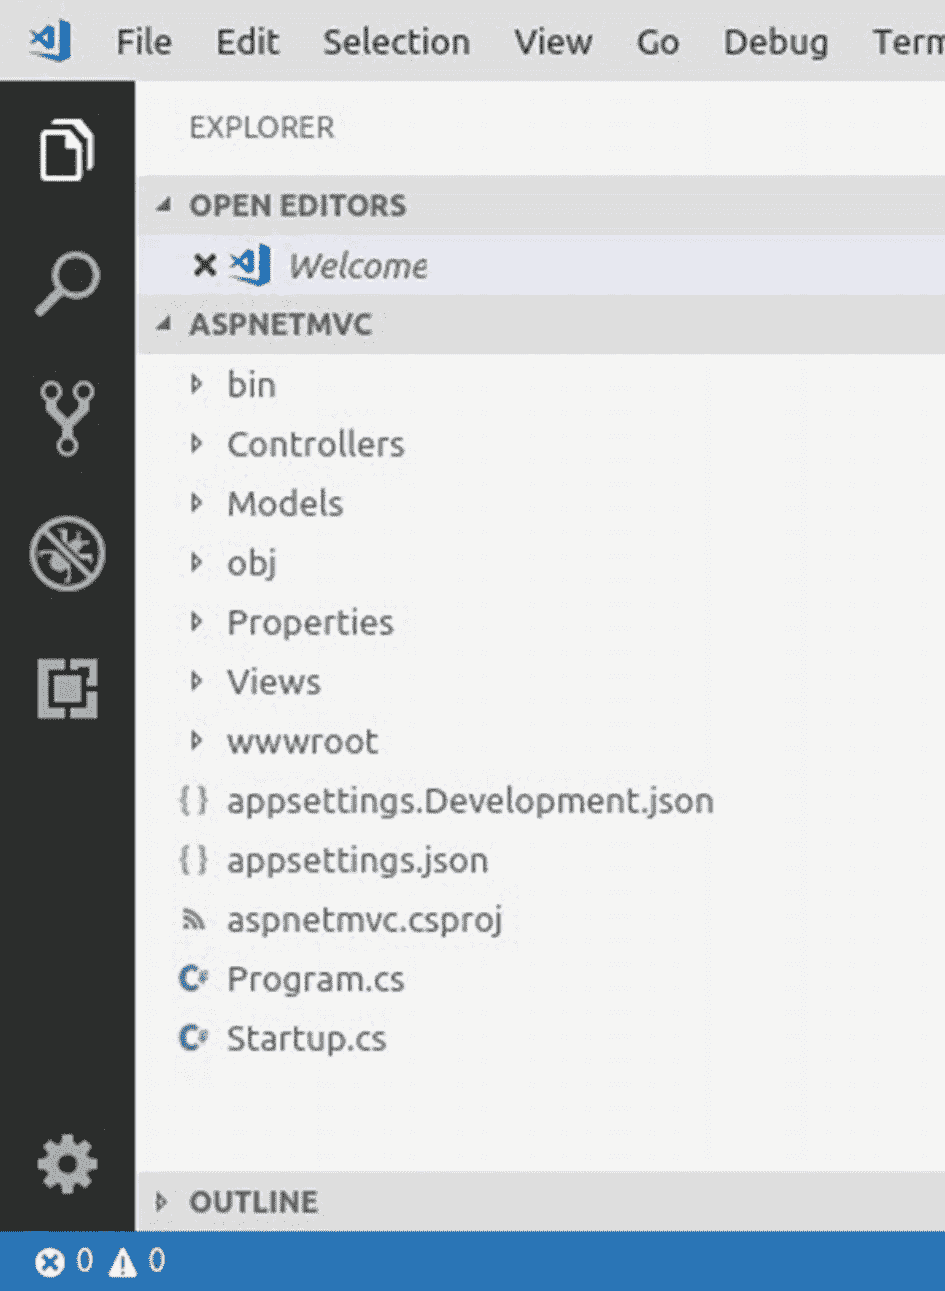 File Edit Selection View Go Debug Term
EXPLORER
OPEN EDITORS
Welcome
ASPNETMVC
bin
Controllers
Models
obj
Properties
Views
wwwroot
{} appsettings.Development.json
{} appsettings.json
aspnetmvc.csproj
C# Program.cs
C# Startup.cs
OUTLINE
0 0